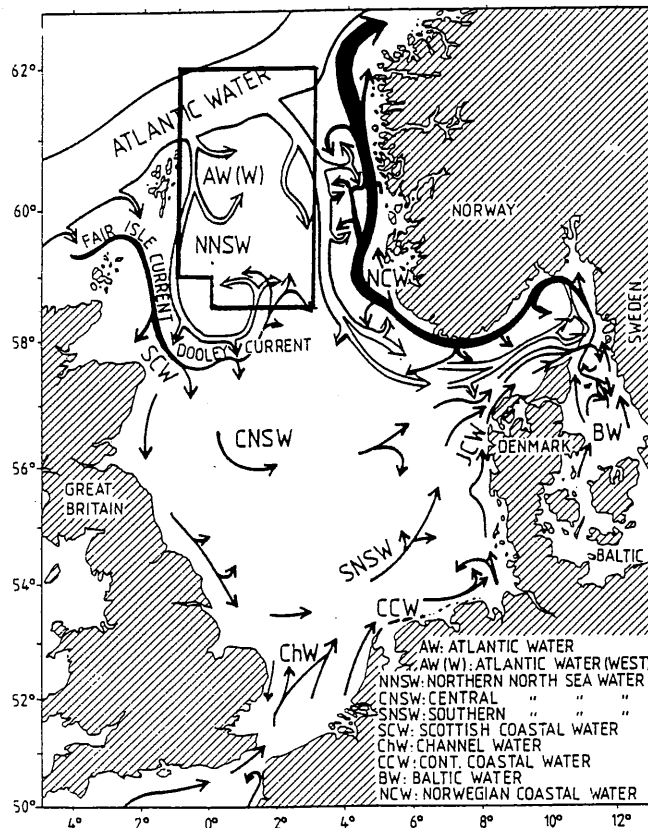 62°
ATLANTIC WATER
AW(W)
60°
NORWAY
FAIR ISLE CURRENT
NNSW
NCW
SWEDEN
58°
SCW
DOOLEY CURRENT
CNSW
JCW
DENMARK
BW
56°
GREAT
BRITAIN
SNSW
BALTIC
54°
CCW
ChW
AW: ATLANTIC WATER
AW(W): ATLANTIC WATER (WEST)
NNSW: NORTHERN NORTH SEA WATER
CNSW: CENTRAL " " "
SNSW: SOUTHERN " " "
SCW: SCOTTISH COASTAL WATER
ChW: CHANNEL WATER
CCW: CONT. COASTAL WATER
BW: BALTIC WATER
NCW: NORWEGIAN COASTAL WATER
52°
50°
4° 2° 0° 2° 4° 6° 8° 10° 12°